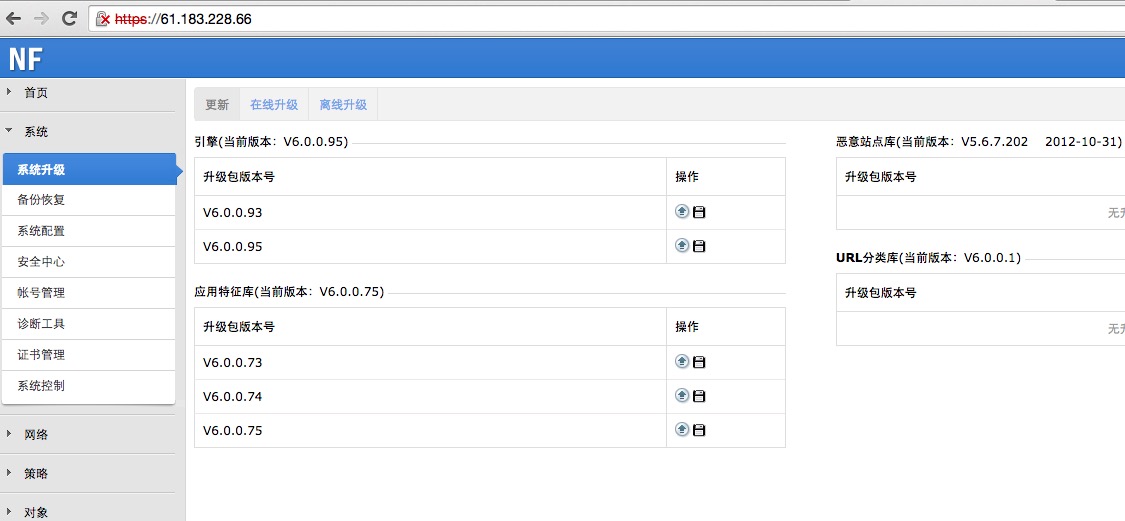 https://61.183.228.66
NF
首页
系统
系统升级
备份恢复
系统配置
安全中心
帐号管理
诊断工具
证书管理
系统控制
网络
策略
对象
更新 在线升级 离线升级
引擎(当前版本：V6.0.0.95)
升级包版本号 操作
V6.0.0.93
V6.0.0.95
应用特征库(当前版本：V6.0.0.75)
升级包版本号 操作
V6.0.0.73
V6.0.0.74
V6.0.0.75
恶意站点库(当前版本：V5.6.7.202 2012-10-31)
升级包版本号
无
URL分类库(当前版本：V6.0.0.1)
升级包版本号
无